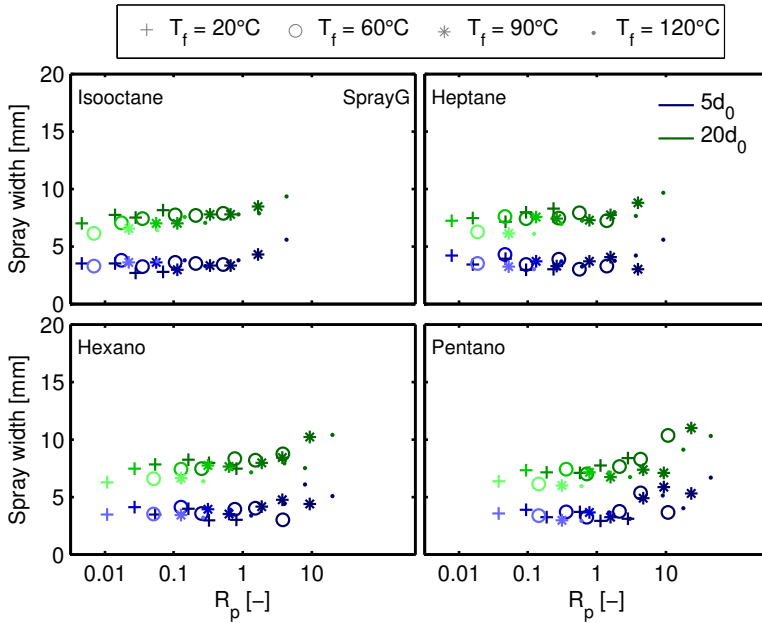 T_f = 20°C T_f = 60°C T_f = 90°C T_f = 120°C
Isooctane SprayG
Heptane
5d_0
20d_0
Spray width [mm]
20
15
10
5
0
Hexano
Pentano
Spray width [mm]
20
15
10
5
0
0.01 0.1 1 10
0.01 0.1 1 10
R_p [–]
R_p [–]